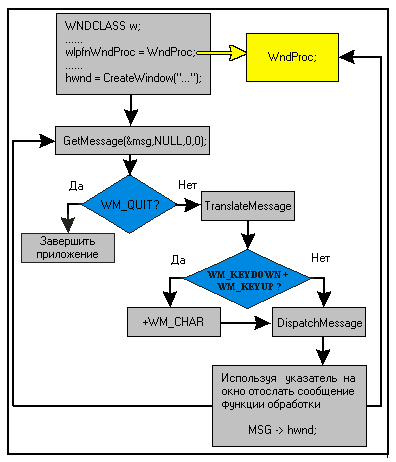 WNDCLASS w;
......
wlpfnWndProc = WndProc;
......
hwnd = CreateWindow("...");
WndProc;
GetMessage(&msg,NULL,0,0);
Да
WM_QUIT?
Нет
TranslateMessage
Завершить
приложение
Да
WM_KEYDOWN +
WM_KEYUP ?
Нет
+WM_CHAR
DispatchMessage
Используя указатель на
окно отослать сообщение
функции обработки
MSG -> hwnd;